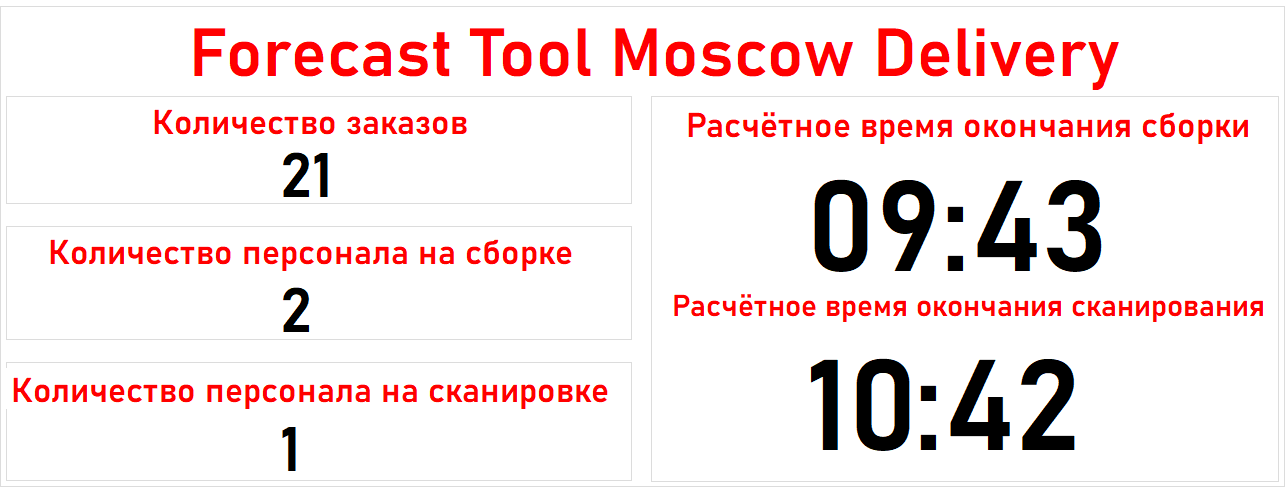 Forecast Tool Moscow Delivery
Количество заказов
21
Количество персонала на сборке
2
Количество персонала на сканировке
1
Расчётное время окончания сборки
09:43
Расчётное время окончания сканирования
10:42